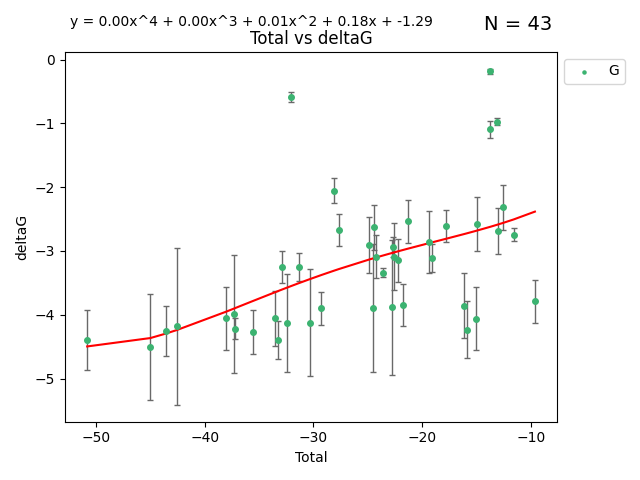 y = 0.00x^4 + 0.00x^3 + 0.01x^2 + 0.18x + -1.29
N = 43
Total vs deltaG
G
deltaG
0
−1
−2
−3
−4
−5
−50
−40
−30
−20
−10
Total